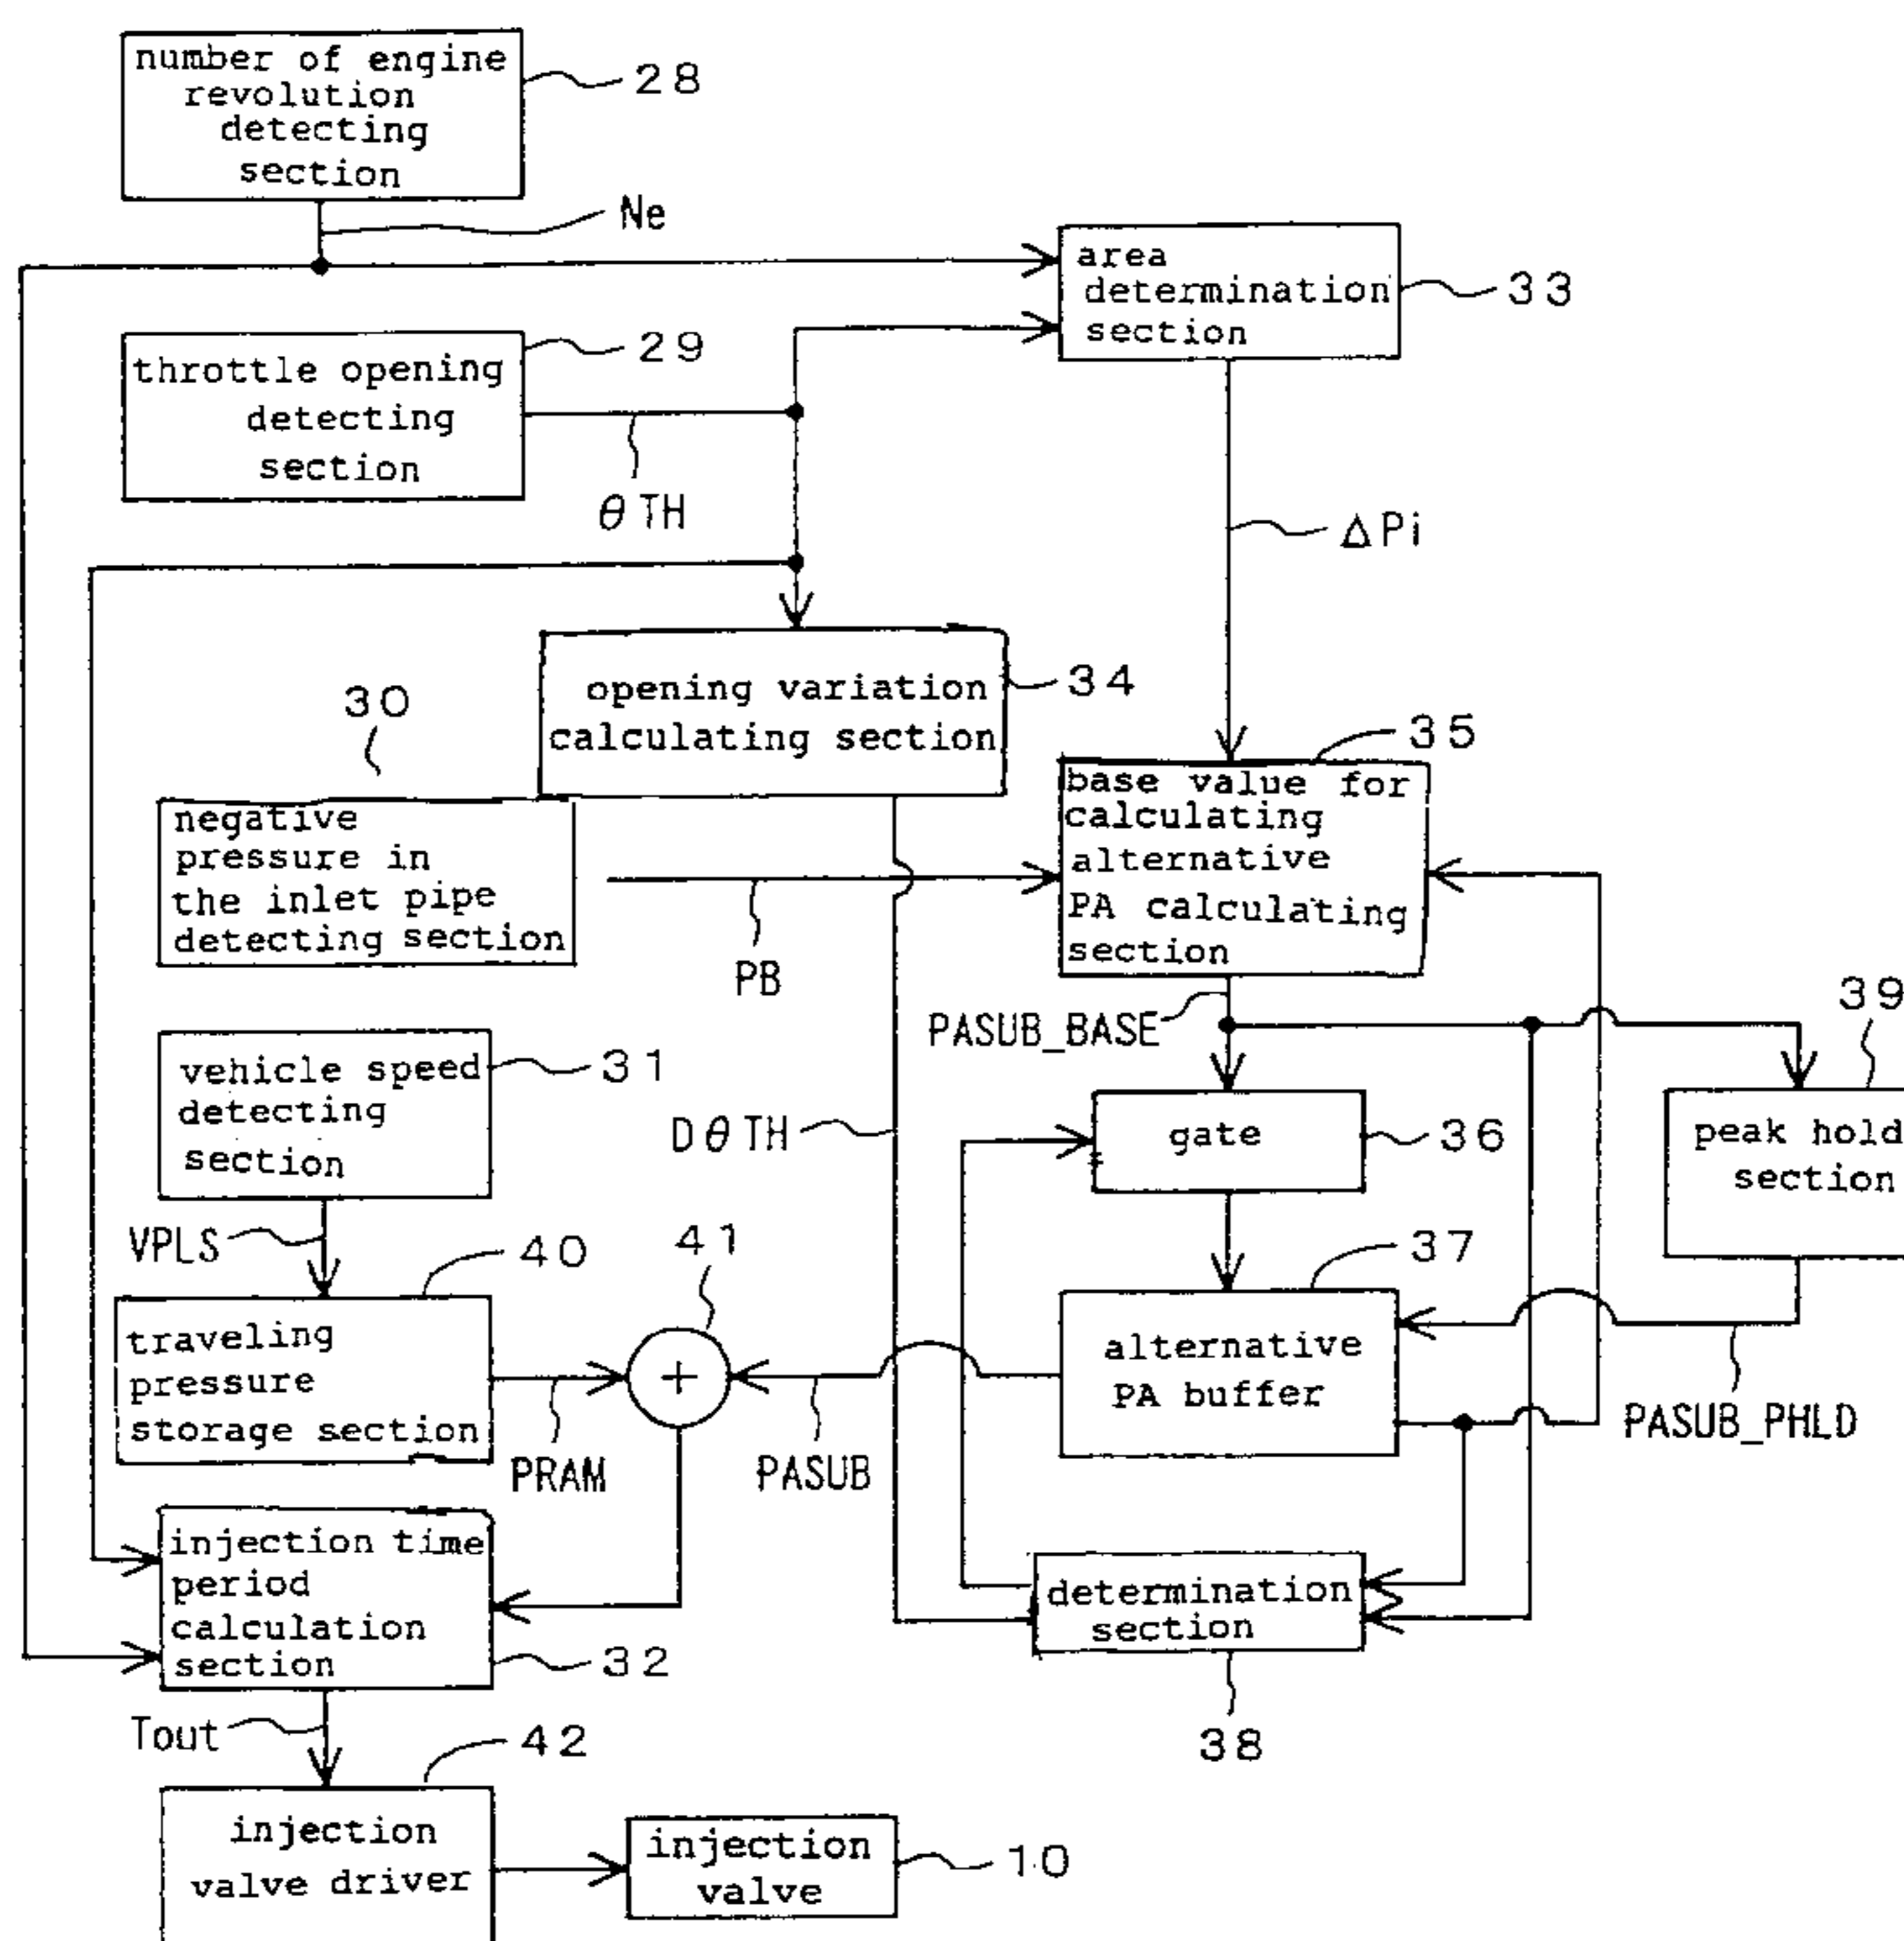 number of engine
revolution
detecting
section
28
Ne
area
determination
section
33
throttle opening
detecting
section
29
θTH
ΔPi
opening variation
calculating section
34
30
negative
pressure in
the inlet pipe
detecting section
PB
35
base value for
calculating
alternative
PA calculating
section
PASUB_BASE
39
peak hold
section
vehicle speed
detecting
section
31
DθTH
gate
36
VPLS
40
41
37
traveling
pressure
storage section
PRAM
+
PASUB
alternative
PA buffer
PASUB_PHLD
injection time
period
calculation
section
32
determination
section
38
Tout
42
injection
valve driver
injection
valve
10